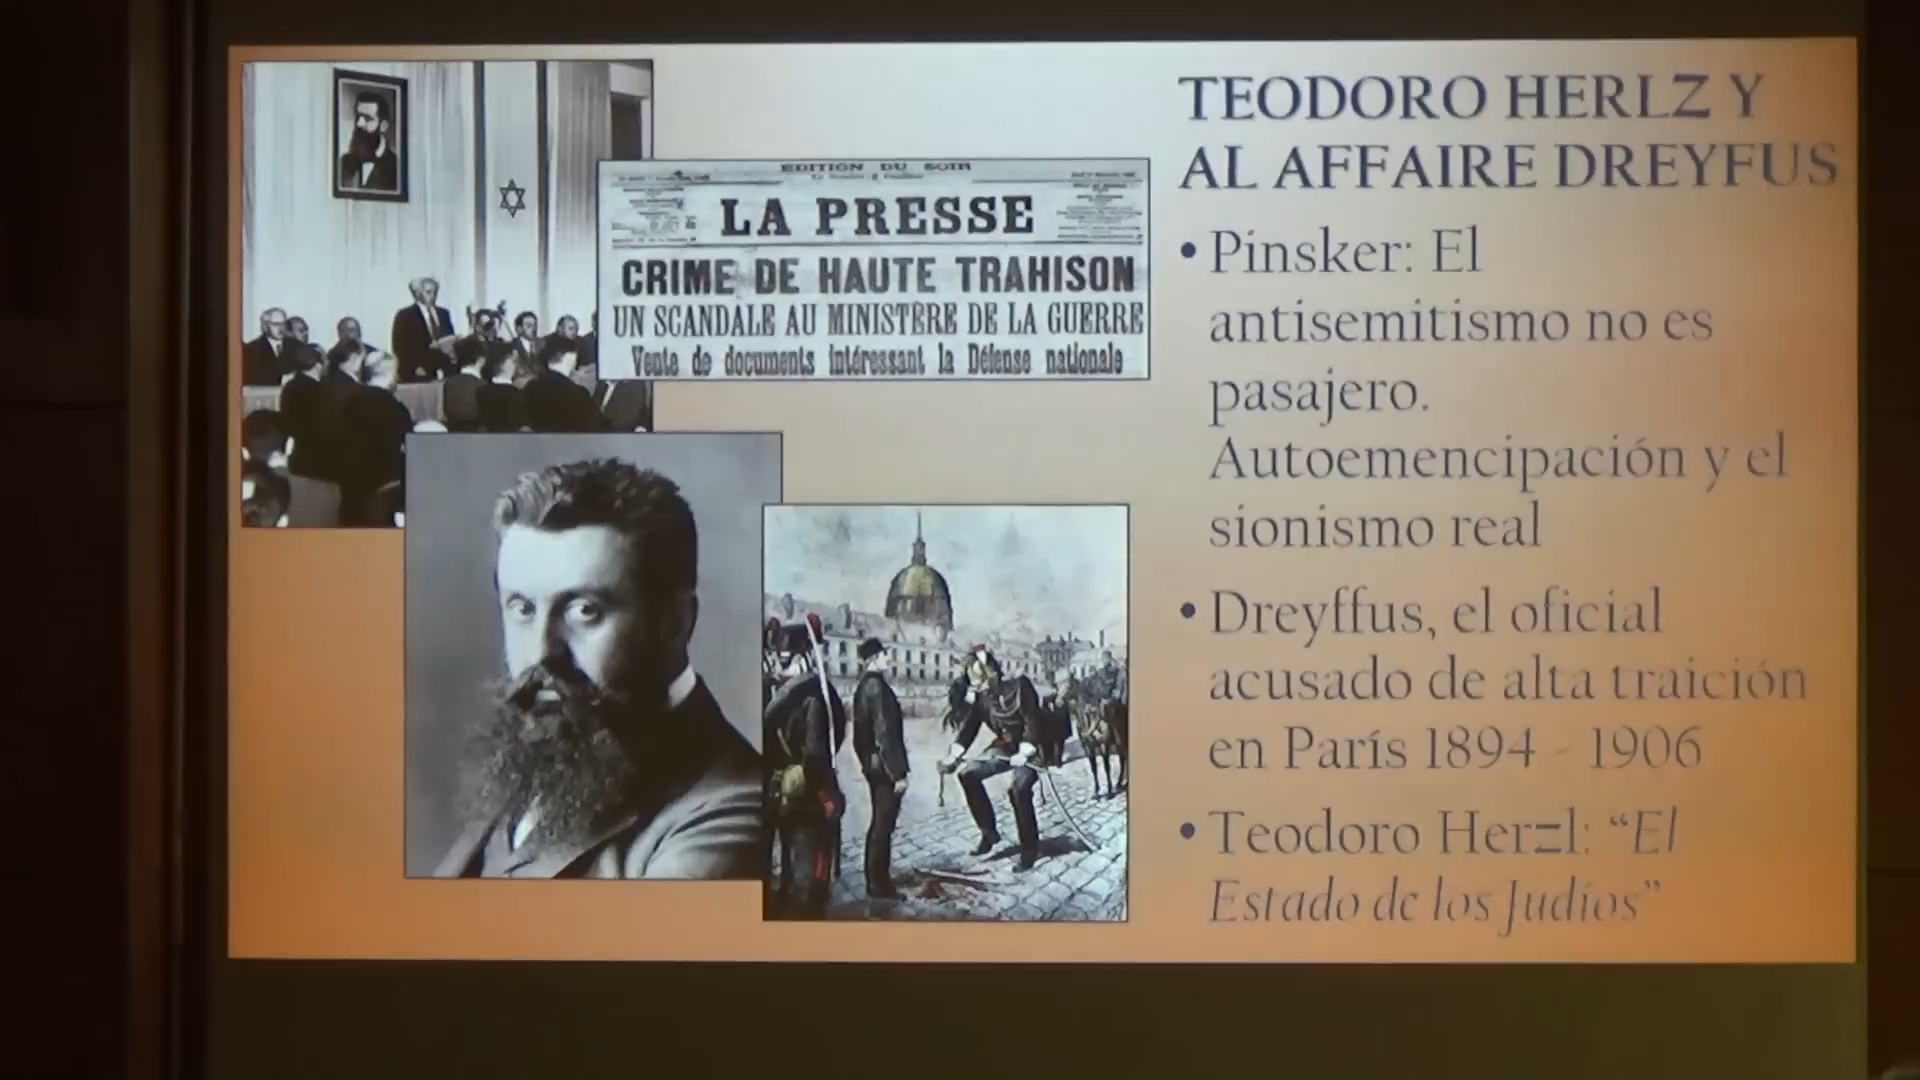 TEODORO HERLZ Y
AL AFFAIRE DREYFUS
• Pinsker: El
antisemitismo no es
pasajero.
Autoemencipación y el
sionismo real
• Dreyffus, el oficial
acusado de alta traición
en París 1894 - 1906
• Teodoro Herzl: “El
Estado de los Judíos”
EDITION DU SOIR
LA PRESSE
CRIME DE HAUTE TRAHISON
UN SCANDALE AU MINISTÈRE DE LA GUERRE
Vente de documents intéressant la Défense nationale